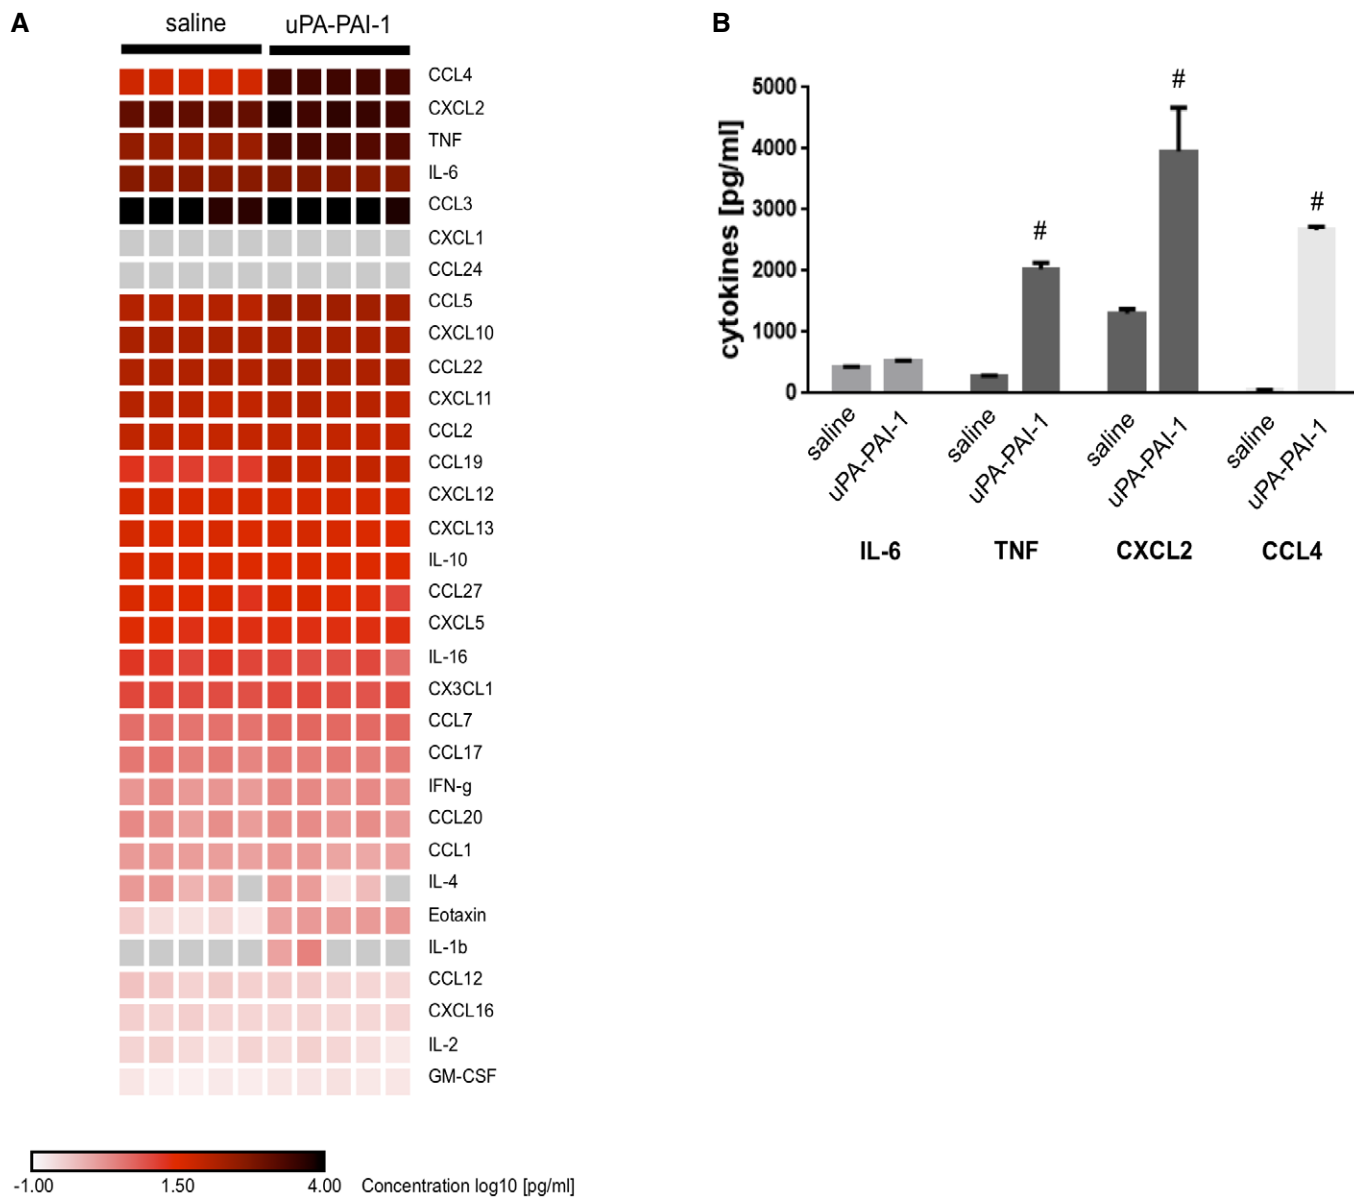 A
saline uPA-PAI-1
CCL4
CXCL2
TNF
IL-6
CCL3
CXCL1
CCL24
CCL5
CXCL10
CCL22
CXCL11
CCL2
CCL19
CXCL12
CXCL13
IL-10
CCL27
CXCL5
IL-16
CX3CL1
CCL7
CCL17
IFN-g
CCL20
CCL1
IL-4
Eotaxin
IL-1b
CCL12
CXCL16
IL-2
GM-CSF
-1.00 1.50 4.00 Concentration log10 [pg/ml]
B
cytokines [pg/ml]
5000
4000
3000
2000
1000
0
# # #
saline uPA-PAI-1 saline uPA-PAI-1 saline uPA-PAI-1 saline uPA-PAI-1
IL-6 TNF CXCL2 CCL4